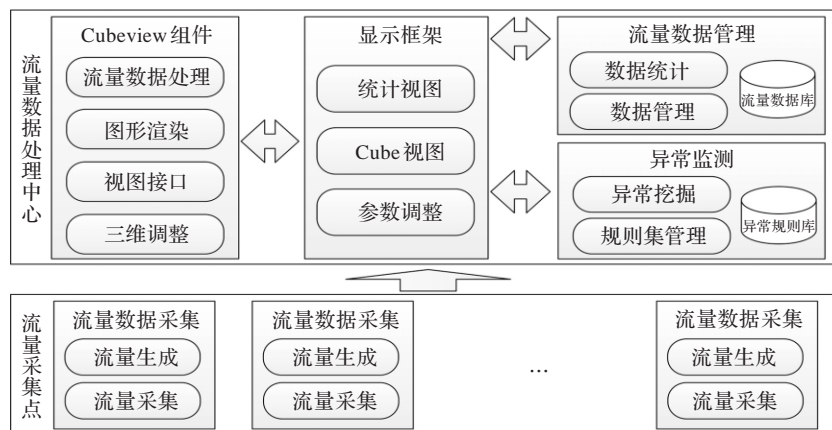 流量数据处理中心
Cubeview组件
流量数据处理
图形渲染
视图接口
三维调整
显示框架
统计视图
Cube视图
参数调整
流量数据管理
数据统计
数据管理
流量数据库
异常监测
异常挖掘
规则集管理
异常规则库
流量采集点
流量数据采集
流量生成
流量采集
流量数据采集
流量生成
流量采集
...
流量数据采集
流量生成
流量采集